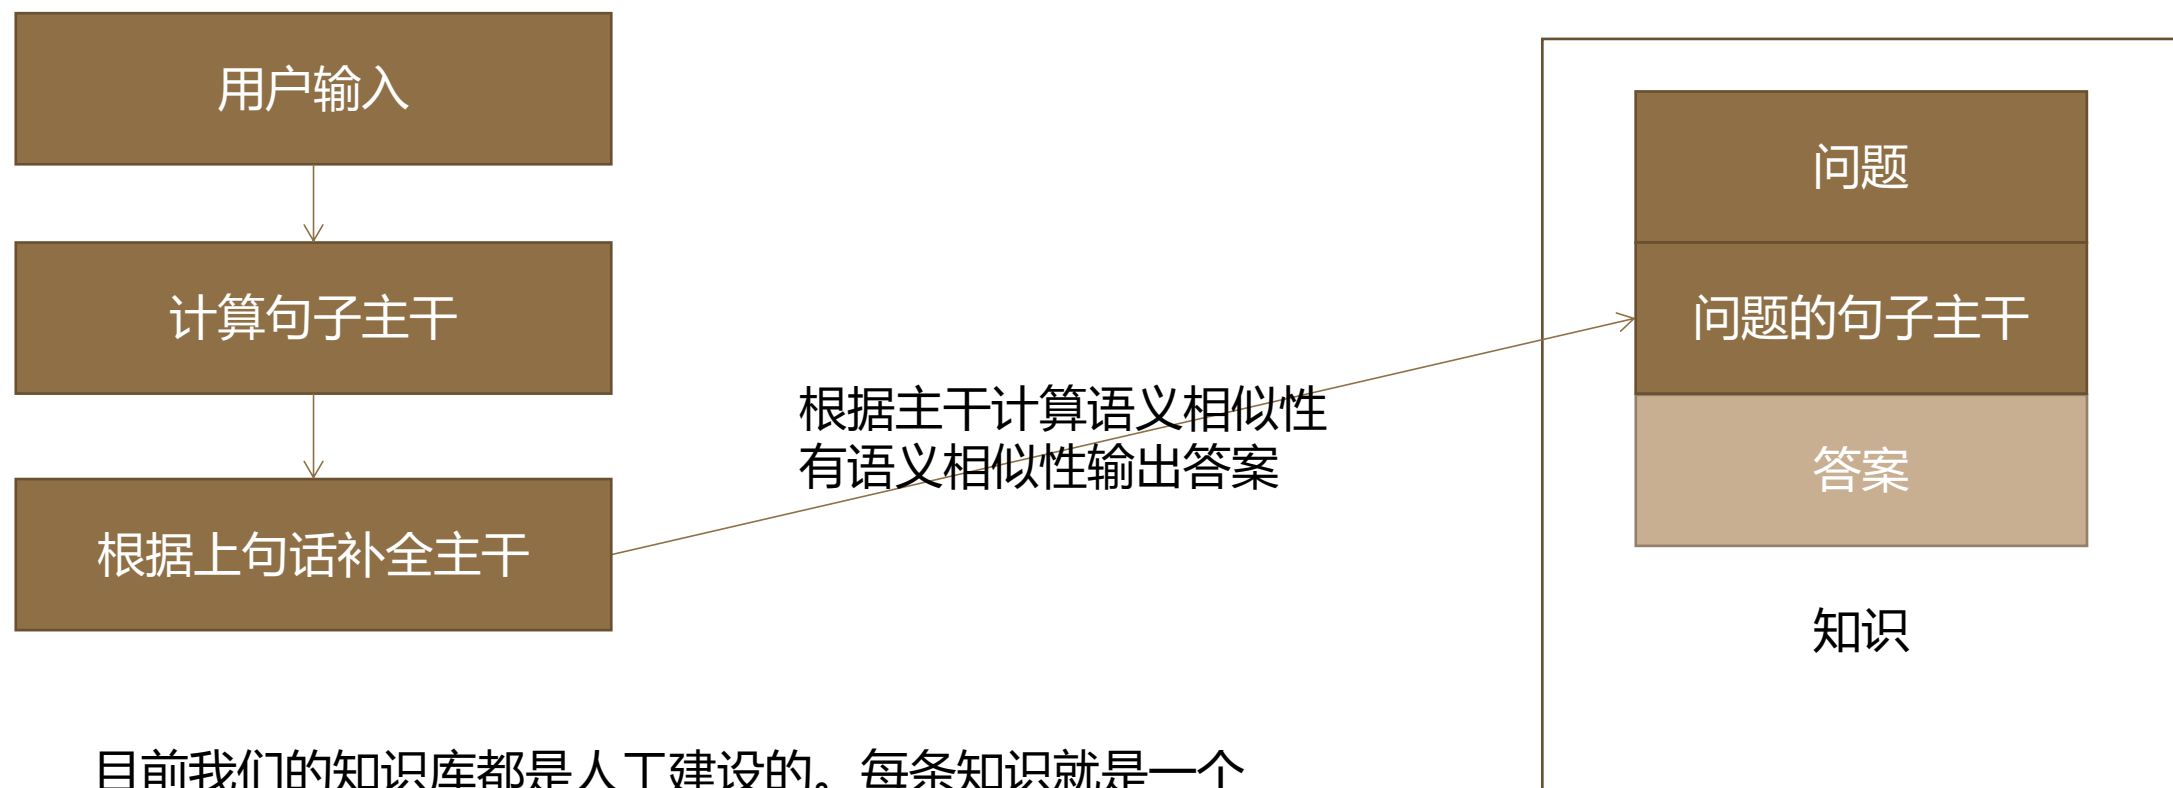 用户输入
计算句子主干
根据上句话补全主干
根据主干计算语义相似性
有语义相似性输出答案
问题
问题的句子主干
答案
知识
目前我们的知识库都是人工建设的。每条知识就是一个